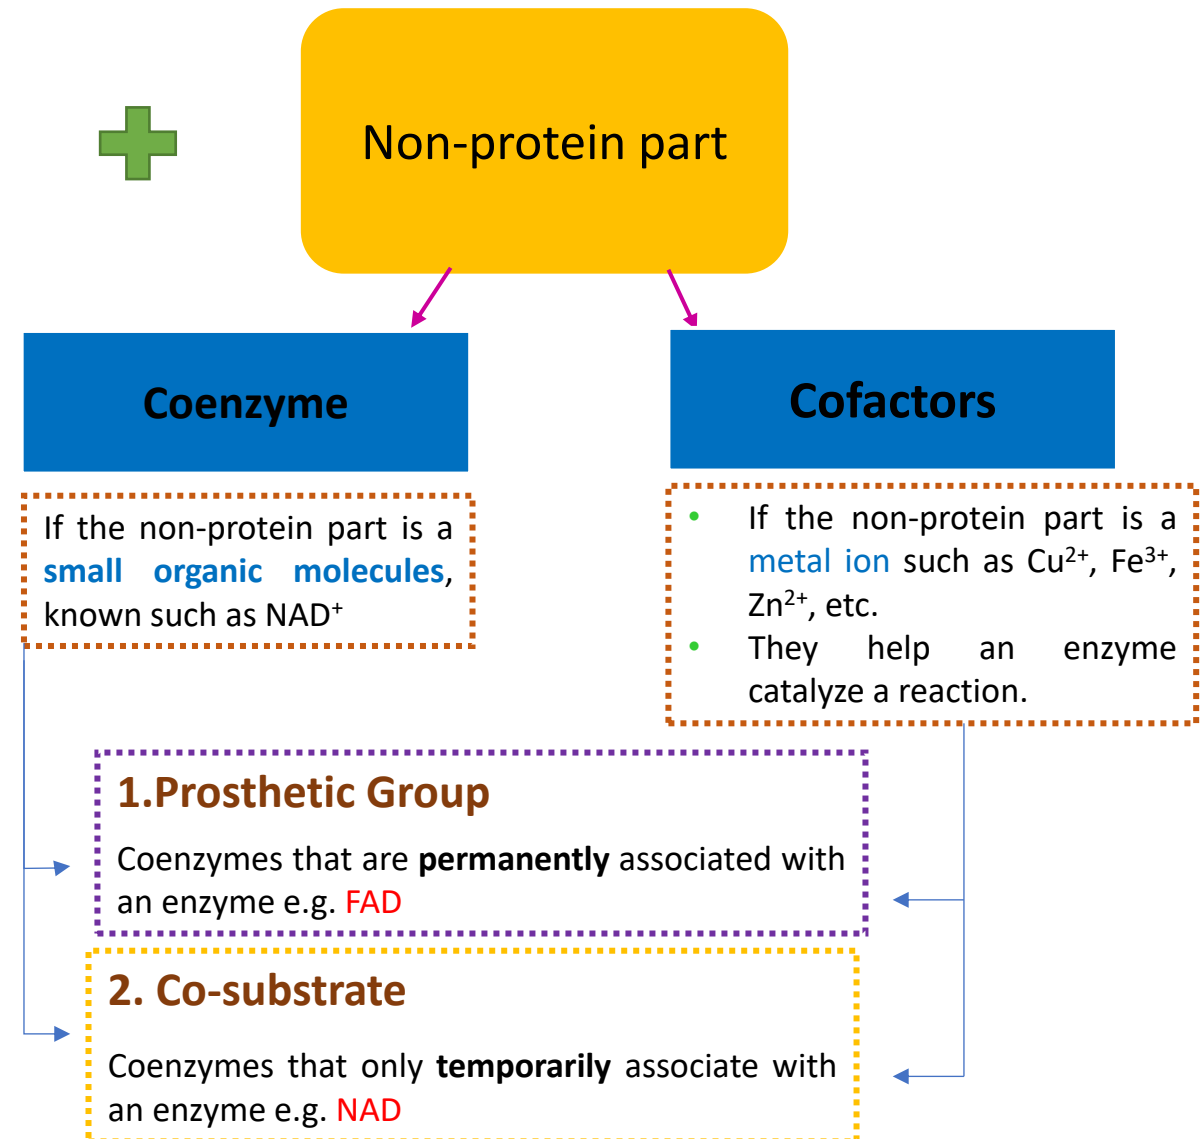 Non-protein part
Coenzyme
Cofactors
If the non-protein part is a
small organic molecules,
known such as NAD⁺
• If the non-protein part is a
metal ion such as Cu²⁺, Fe³⁺,
Zn²⁺, etc.
• They help an enzyme
catalyze a reaction.
1.Prosthetic Group
Coenzymes that are permanently associated with
an enzyme e.g. FAD
2. Co-substrate
Coenzymes that only temporarily associate with
an enzyme e.g. NAD